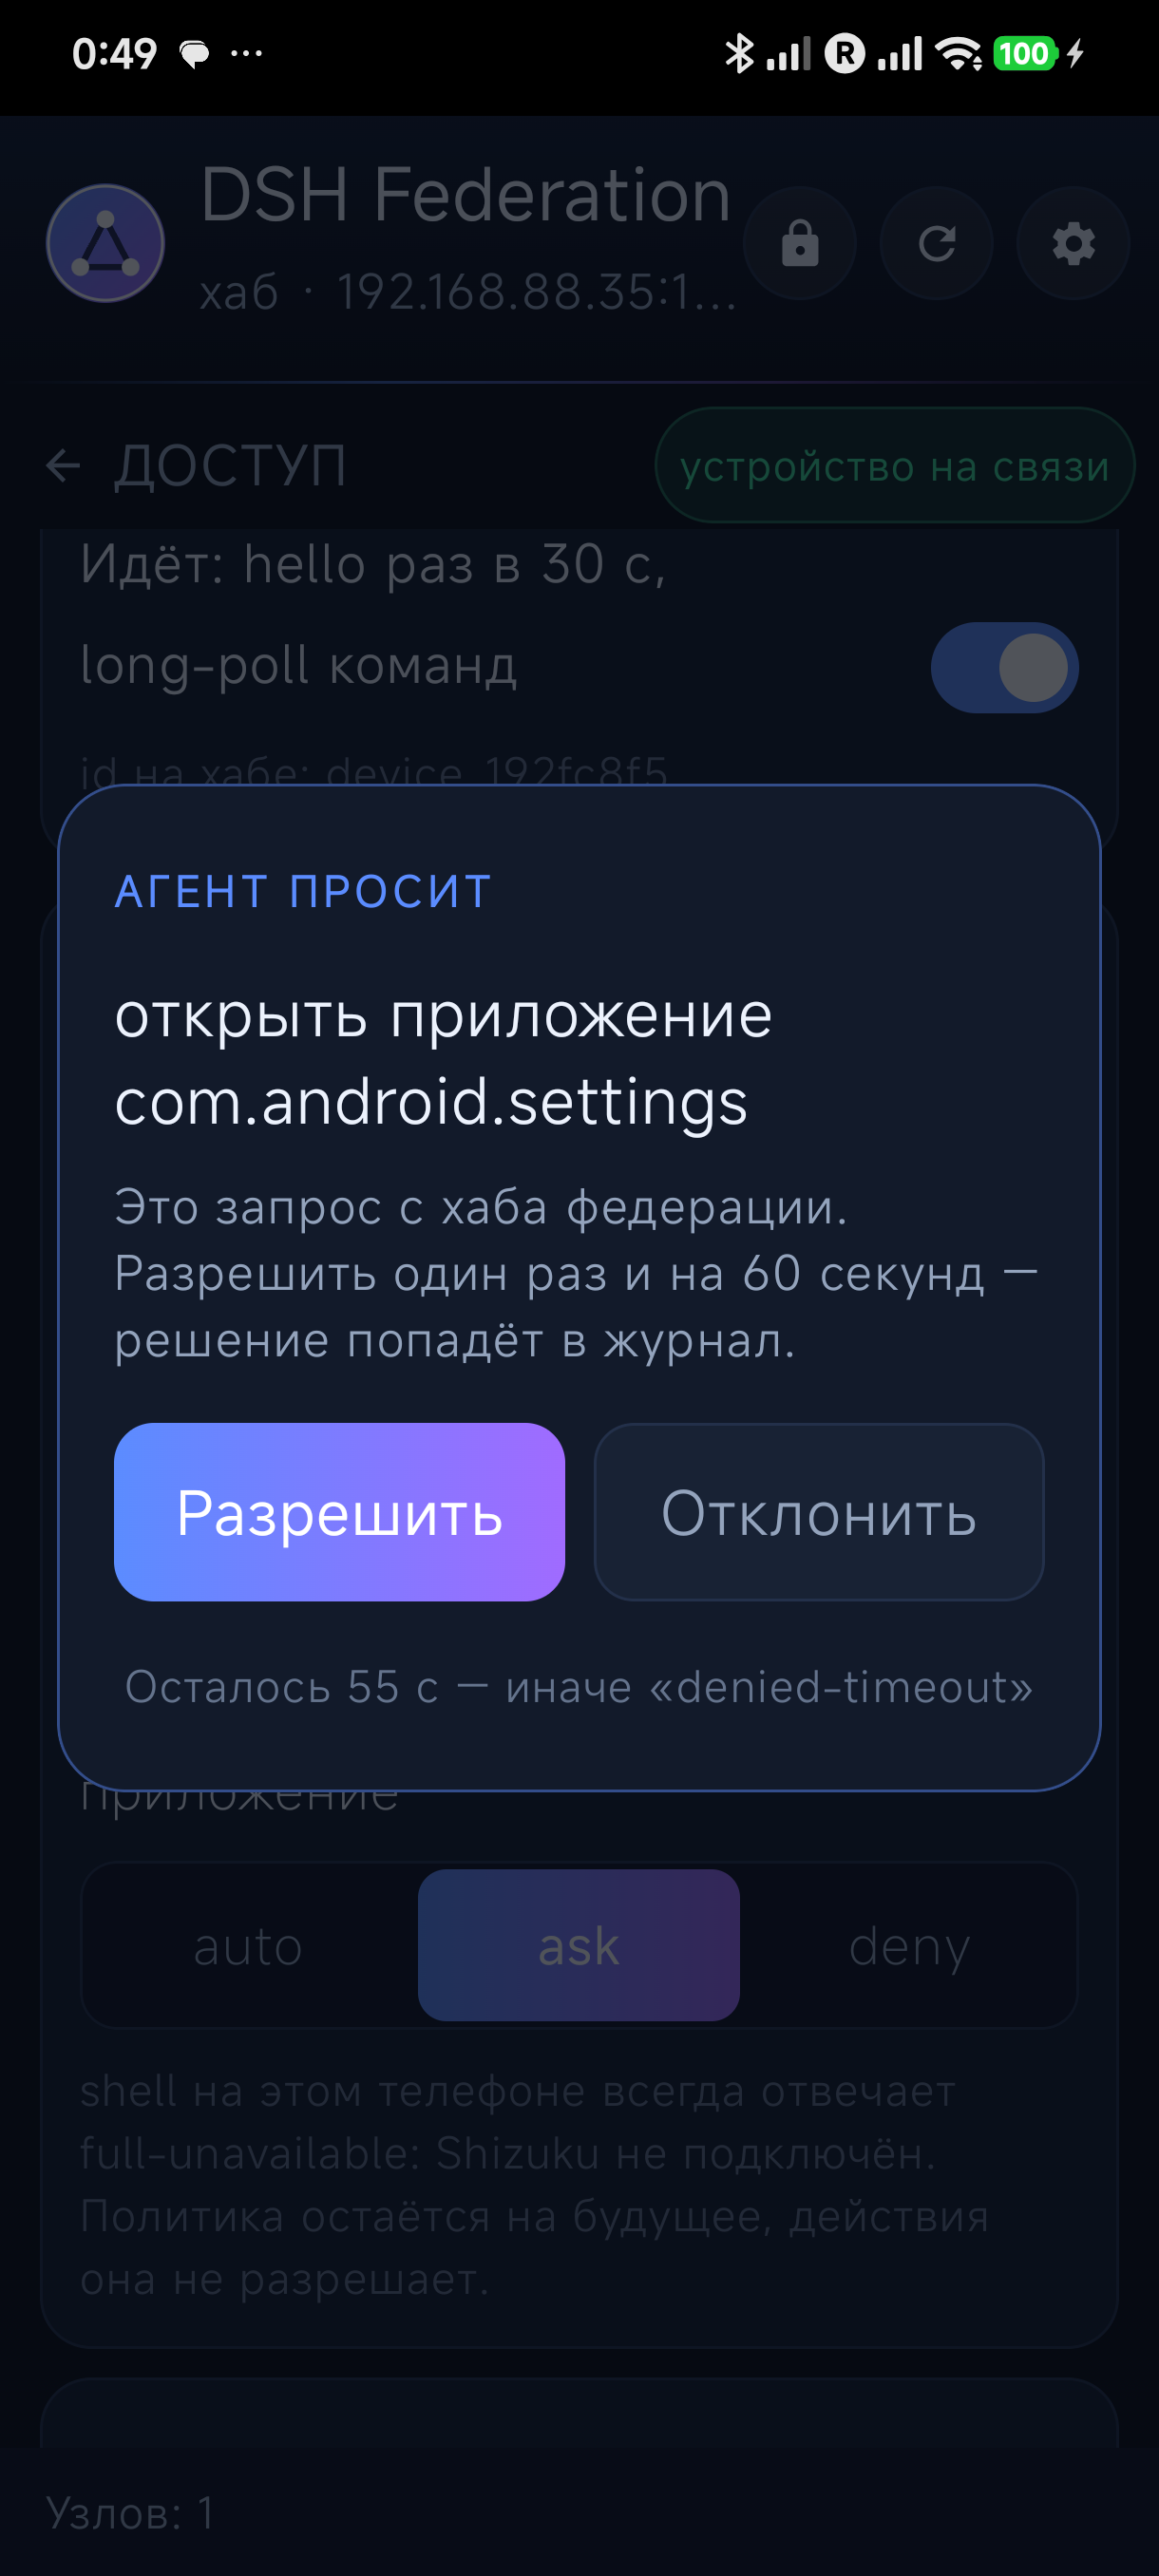 0:49 ... R 100
DSH Federation
хаб · 192.168.88.35:1...
← ДОСТУП
устройство на связи
Идёт: hello раз в 30 с,
long-poll команд
id на хабе: device_192fc8f5
АГЕНТ ПРОСИТ
открыть приложение
com.android.settings
Это запрос с хаба федерации.
Разрешить один раз и на 60 секунд —
решение попадёт в журнал.
Разрешить
Отклонить
Осталось 55 с — иначе «denied-timeout»
приложение
auto
ask
deny
shell на этом телефоне всегда отвечает
full-unavailable: Shizuku не подключён.
Политика остаётся на будущее, действия
она не разрешает.
Узлов: 1